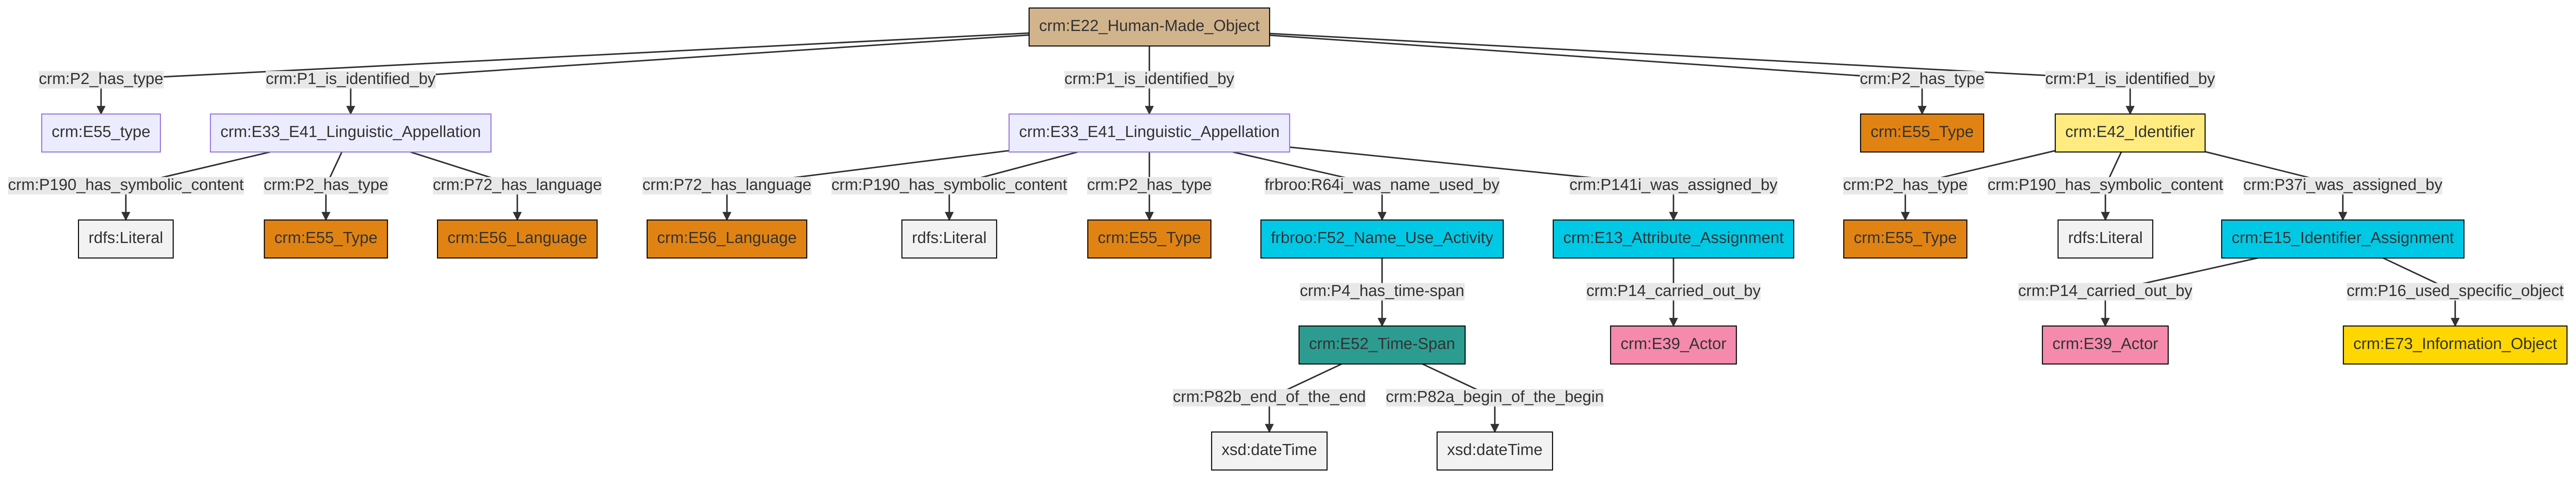 crm:E22_Human-Made_Object
crm:P2_has_type
crm:P1_is_identified_by
crm:P1_is_identified_by
crm:P2_has_type
crm:P1_is_identified_by
crm:E55_type
crm:E33_E41_Linguistic_Appellation
crm:E33_E41_Linguistic_Appellation
crm:E55_Type
crm:E42_Identifier
crm:P190_has_symbolic_content
crm:P2_has_type
crm:P72_has_language
crm:P72_has_language
crm:P190_has_symbolic_content
crm:P2_has_type
frbroo:R64i_was_name_used_by
crm:P141i_was_assigned_by
crm:P2_has_type
crm:P190_has_symbolic_content
crm:P37i_was_assigned_by
rdfs:Literal
crm:E55_Type
crm:E56_Language
crm:E56_Language
rdfs:Literal
crm:E55_Type
frbroo:F52_Name_Use_Activity
crm:E13_Attribute_Assignment
crm:E55_Type
rdfs:Literal
crm:E15_Identifier_Assignment
crm:P4_has_time-span
crm:P14_carried_out_by
crm:P14_carried_out_by
crm:P16_used_specific_object
crm:E52_Time-Span
crm:E39_Actor
crm:E39_Actor
crm:E73_Information_Object
crm:P82b_end_of_the_end
crm:P82a_begin_of_the_begin
xsd:dateTime
xsd:dateTime